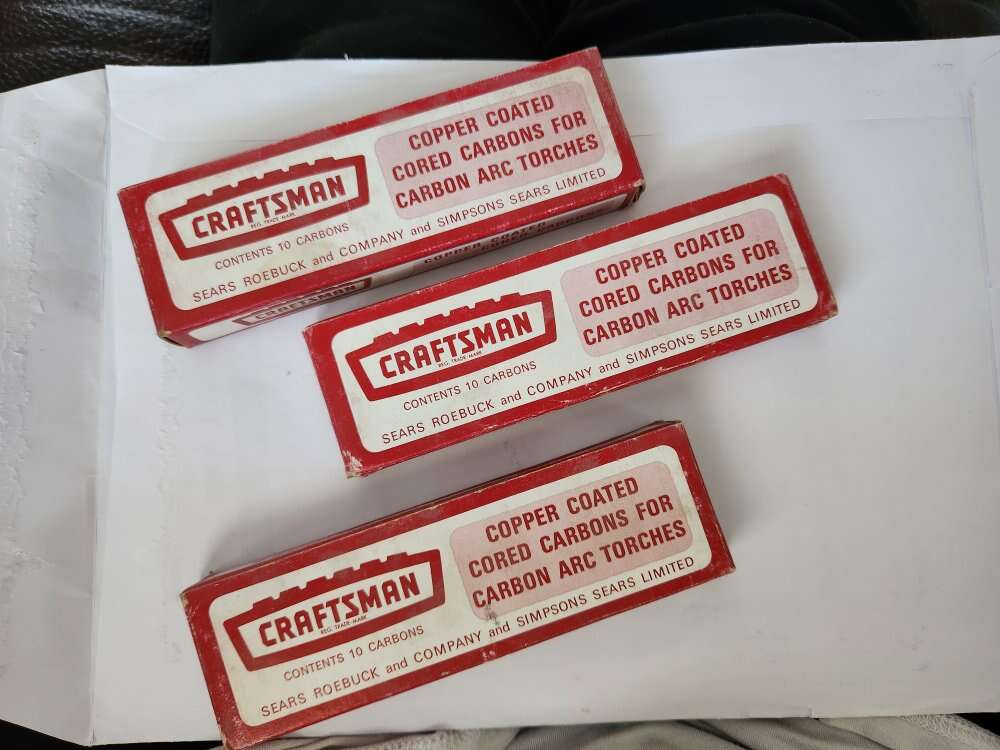 COPPER COATED
CORED CARBONS FOR
CARBON ARC TORCHES
CRAFTSMAN
REG. TRADE MARK
CONTENTS 10 CARBONS
SEARS ROEBUCK and COMPANY and SIMPSONS SEARS LIMITED
CRAFTSMAN
COPPER COATED
COPPER COATED
CORED CARBONS FOR
CARBON ARC TORCHES
CRAFTSMAN
REG. TRADE MARK
CONTENTS 10 CARBONS
SEARS ROEBUCK and COMPANY and SIMPSONS SEARS LIMITED
COPPER COATED
CORED CARBONS FOR
CARBON ARC TORCHES
CRAFTSMAN
REG. TRADE MARK
CONTENTS 10 CARBONS
SEARS ROEBUCK and COMPANY and SIMPSONS SEARS LIMITED